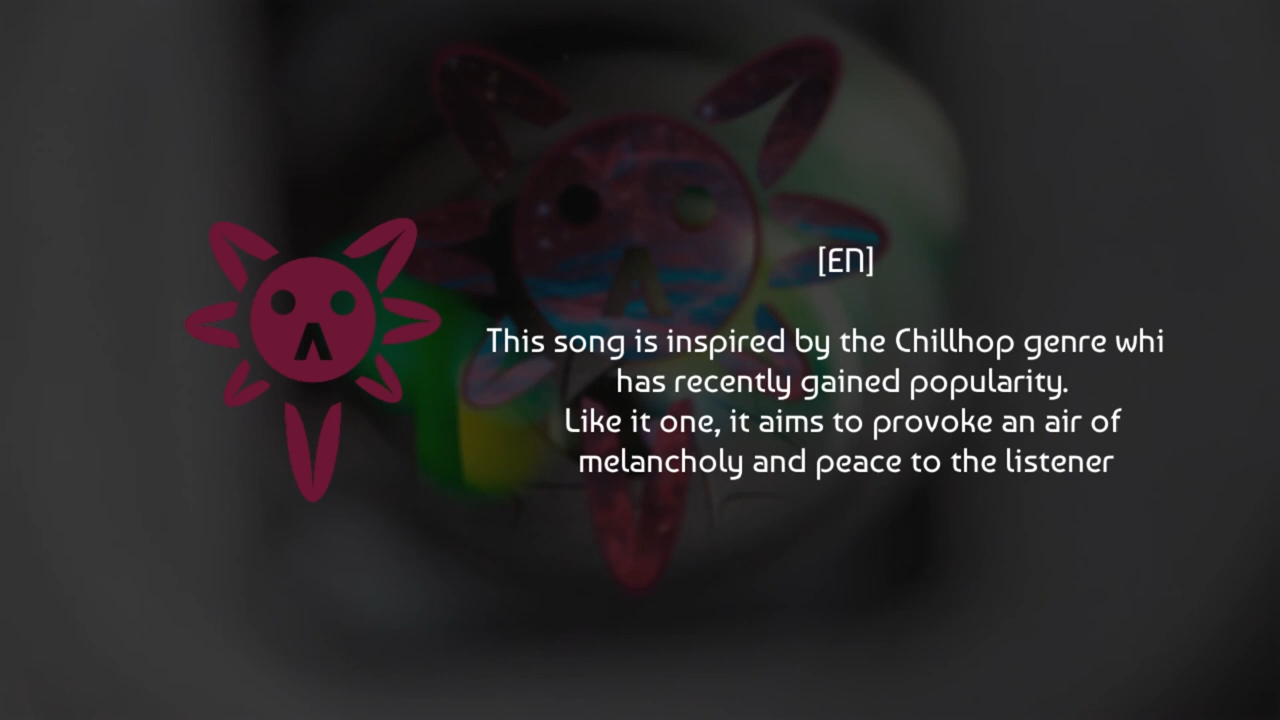 [EN]
This song is inspired by the Chillhop genre whi
has recently gained popularity.
Like it one, it aims to provoke an air of
melancholy and peace to the listener